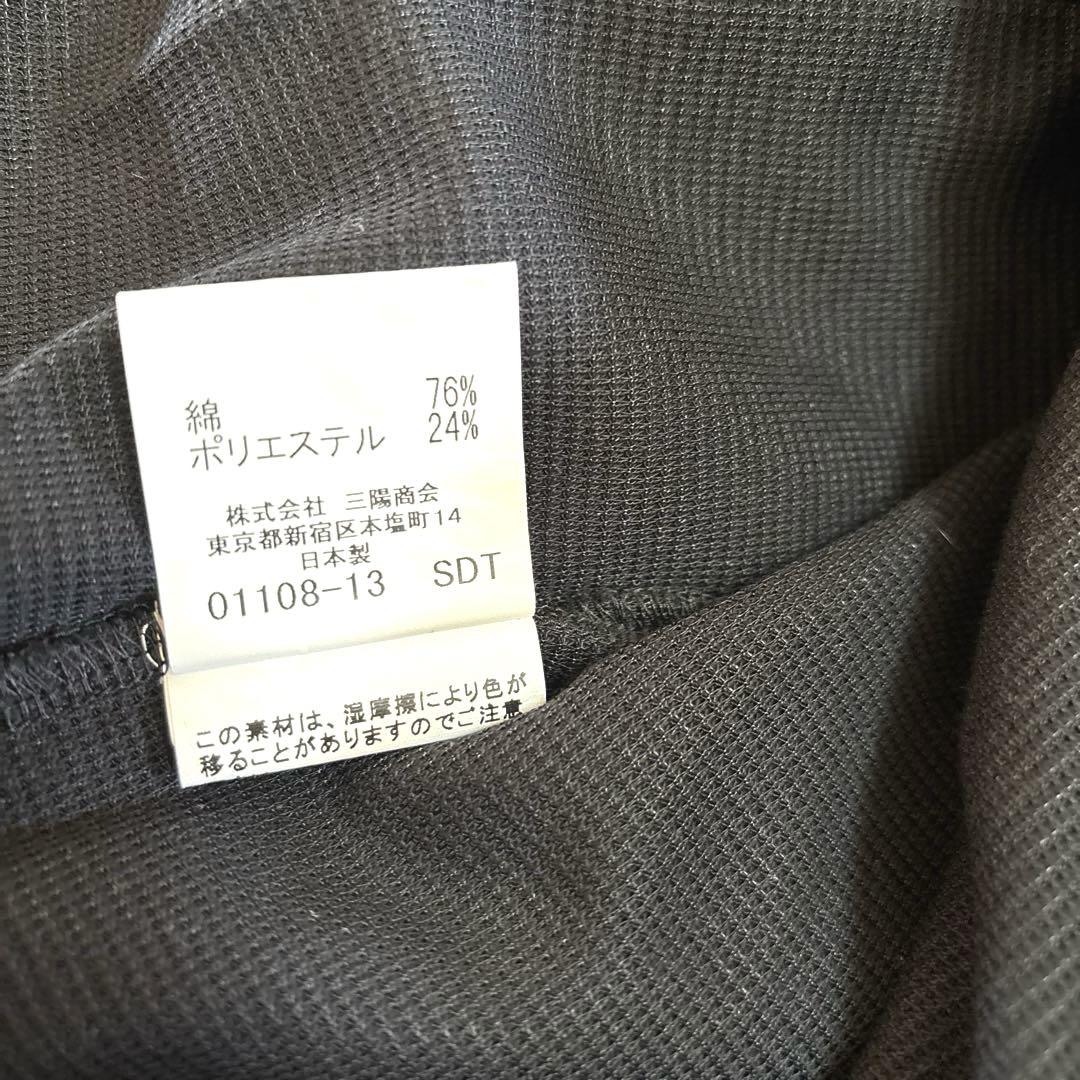 綿 76%
ポリエステル 24%
株式会社 三陽商会
東京都新宿区本塩町14
日本製
01108-13 SDT
この素材は、湿摩擦により色が
移ることがありますのでご注意